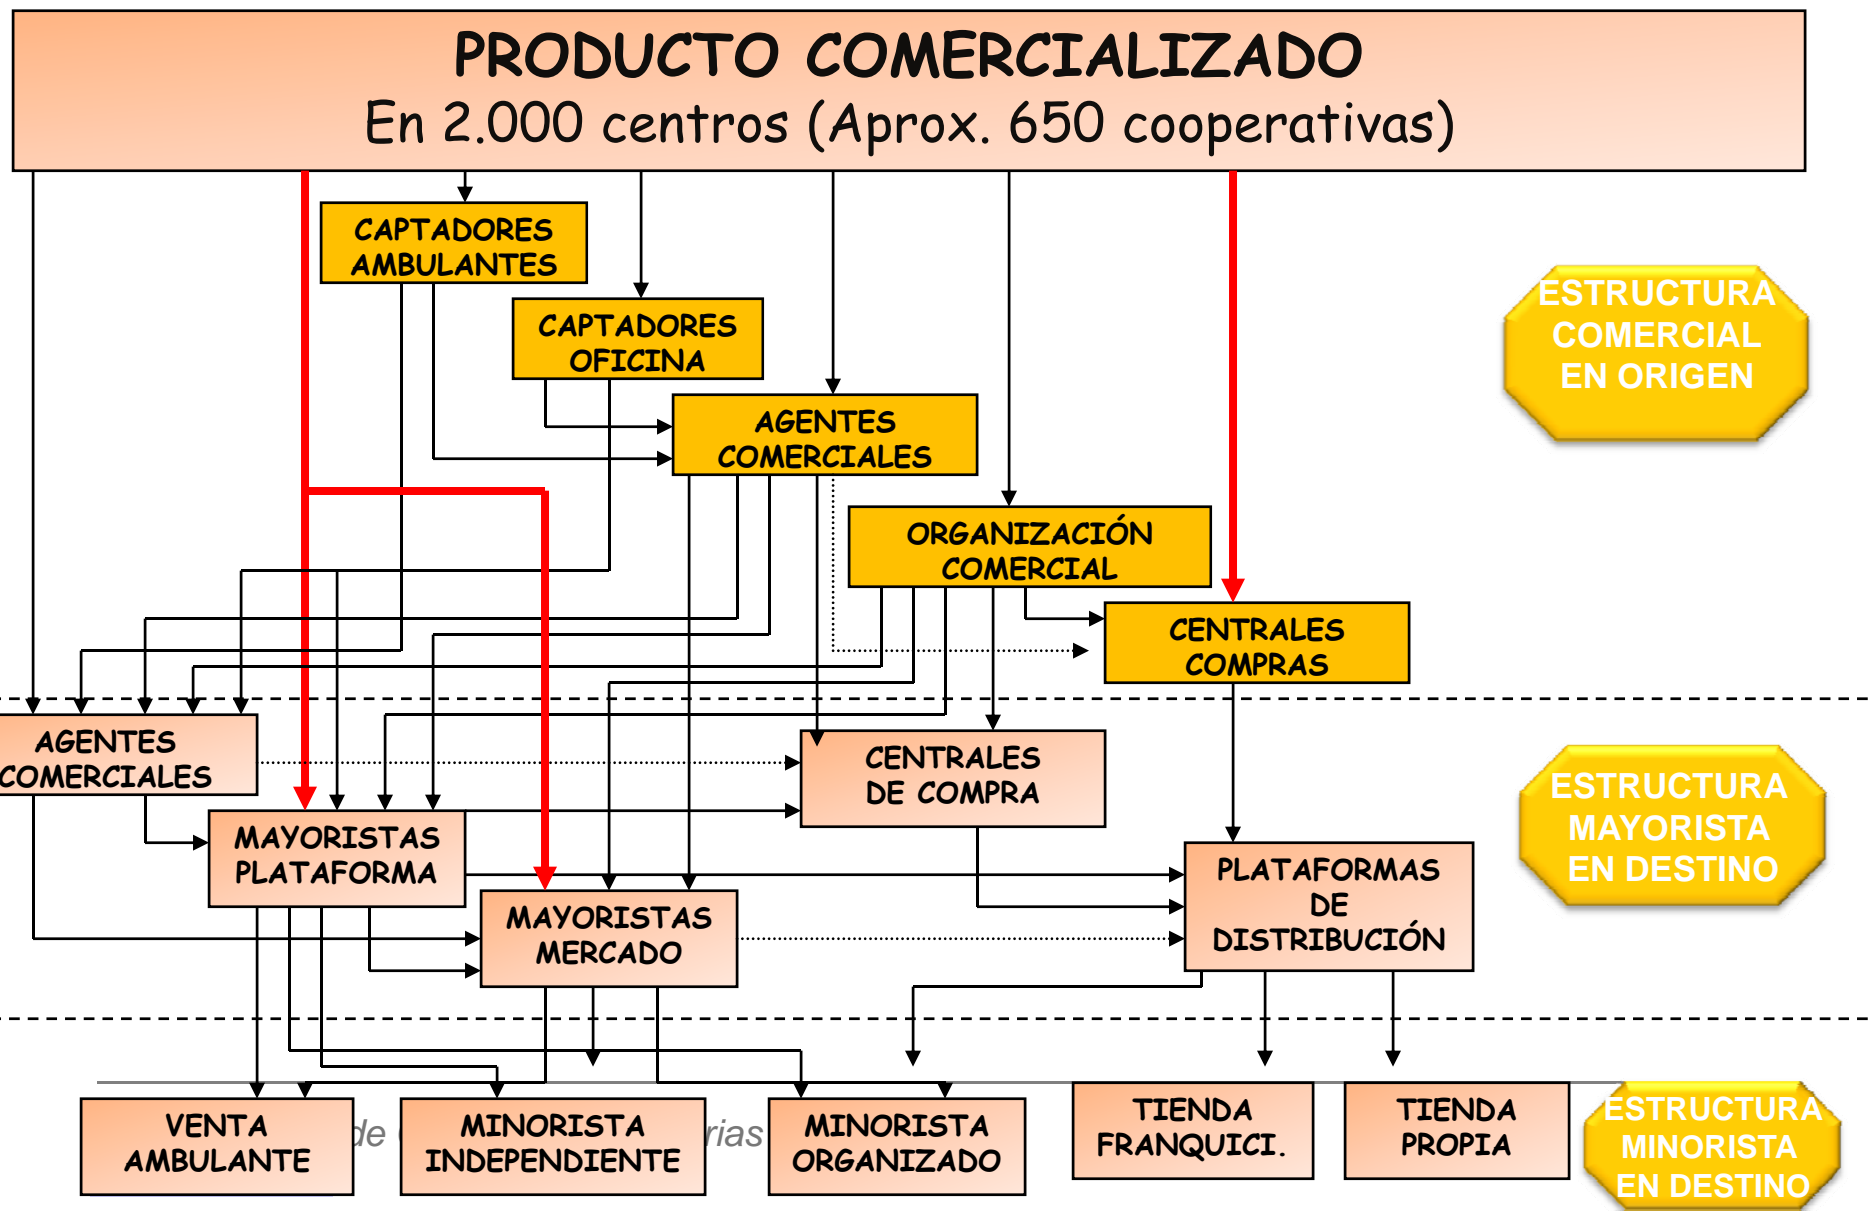 PRODUCTO COMERCIALIZADO
En 2.000 centros (Aprox. 650 cooperativas)
CAPTADORES
AMBULANTES
CAPTADORES
OFICINA
AGENTES
COMERCIALES
ORGANIZACIÓN
COMERCIAL
CENTRALES
COMPRAS
ESTRUCTURA
COMERCIAL
EN ORIGEN
AGENTES
COMERCIALES
CENTRALES
DE COMPRA
MAYORISTAS
PLATAFORMA
MAYORISTAS
MERCADO
PLATAFORMAS
DE
DISTRIBUCIÓN
ESTRUCTURA
MAYORISTA
EN DESTINO
VENTA
AMBULANTE
de
MINORISTA
INDEPENDIENTE
rias
MINORISTA
ORGANIZADO
TIENDA
FRANQUICI.
TIENDA
PROPIA
ESTRUCTURA
MINORISTA
EN DESTINO